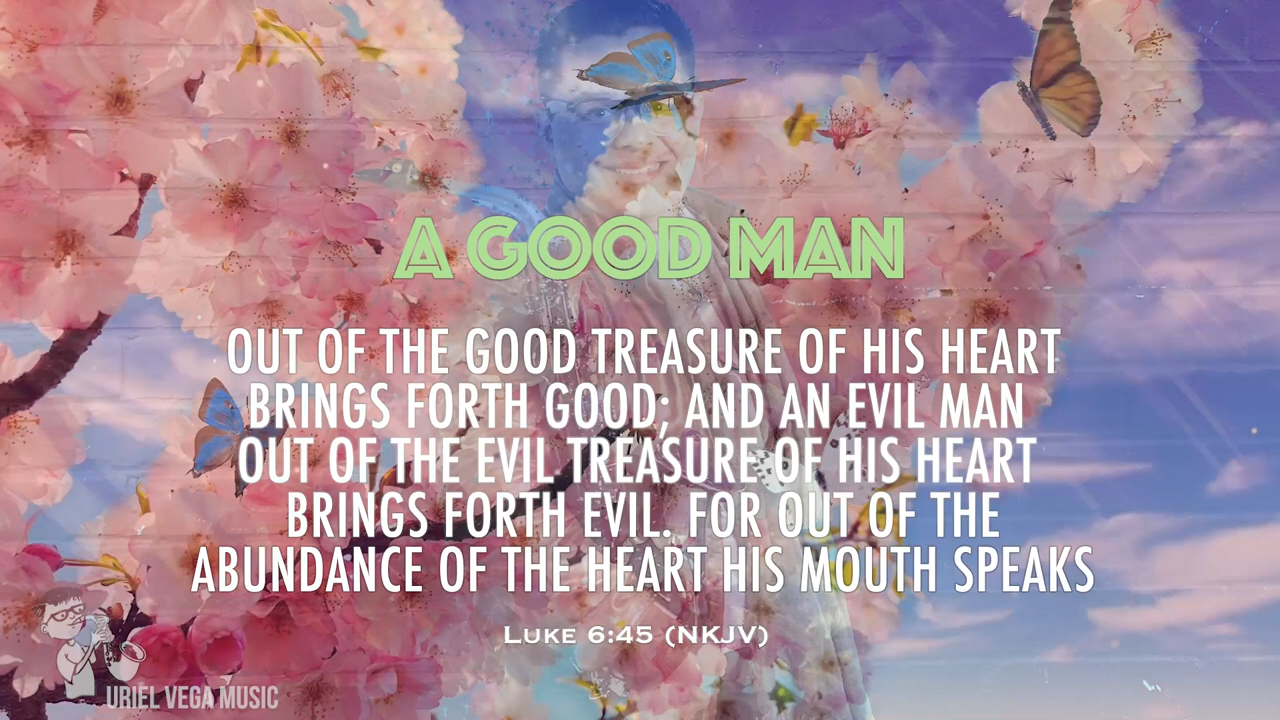 A GOOD MAN
OUT OF THE GOOD TREASURE OF HIS HEART
BRINGS FORTH GOOD; AND AN EVIL MAN
OUT OF THE EVIL TREASURE OF HIS HEART
BRINGS FORTH EVIL. FOR OUT OF THE
ABUNDANCE OF THE HEART HIS MOUTH SPEAKS
LUKE 6:45 (NKJV)
URIEL VEGA MUSIC